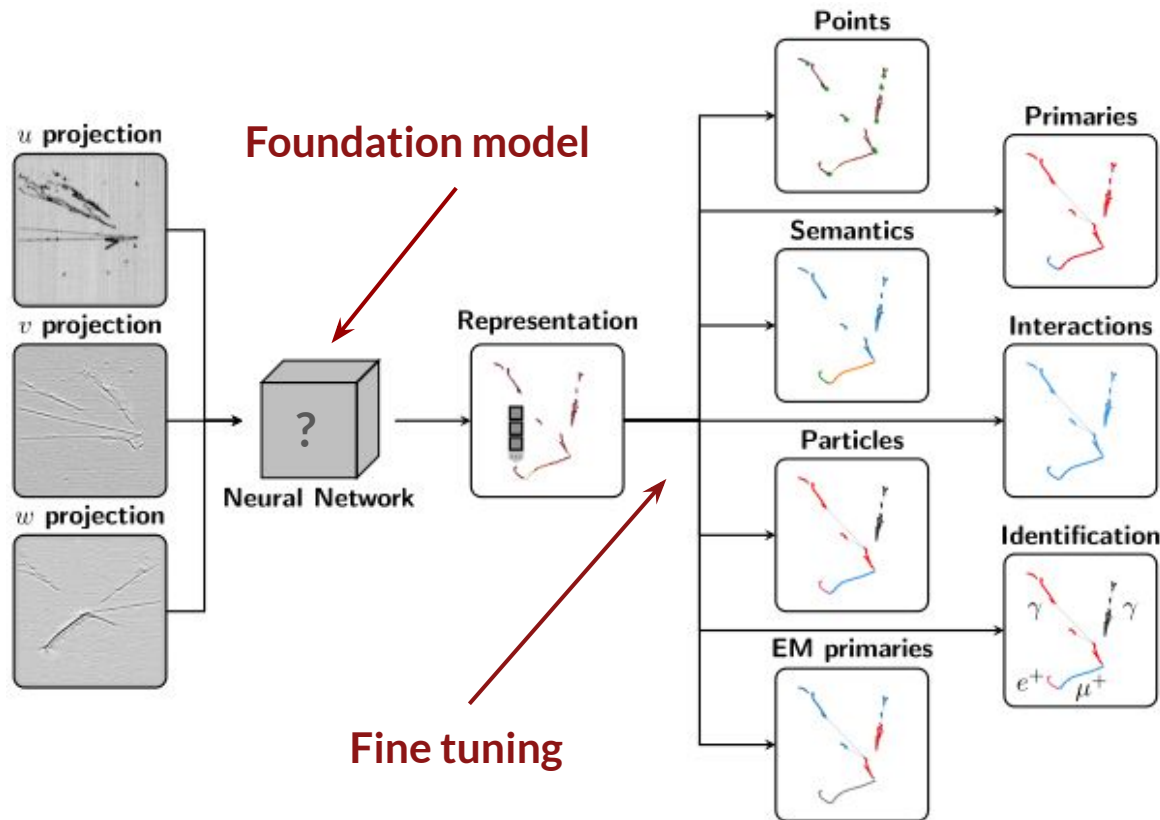 Points
u projection
Foundation model
Primaries
Semantics
v projection
Representation
Interactions
?
Particles
Neural Network
w projection
Identification
γ γ
e⁺ μ⁺
EM primaries
Fine tuning